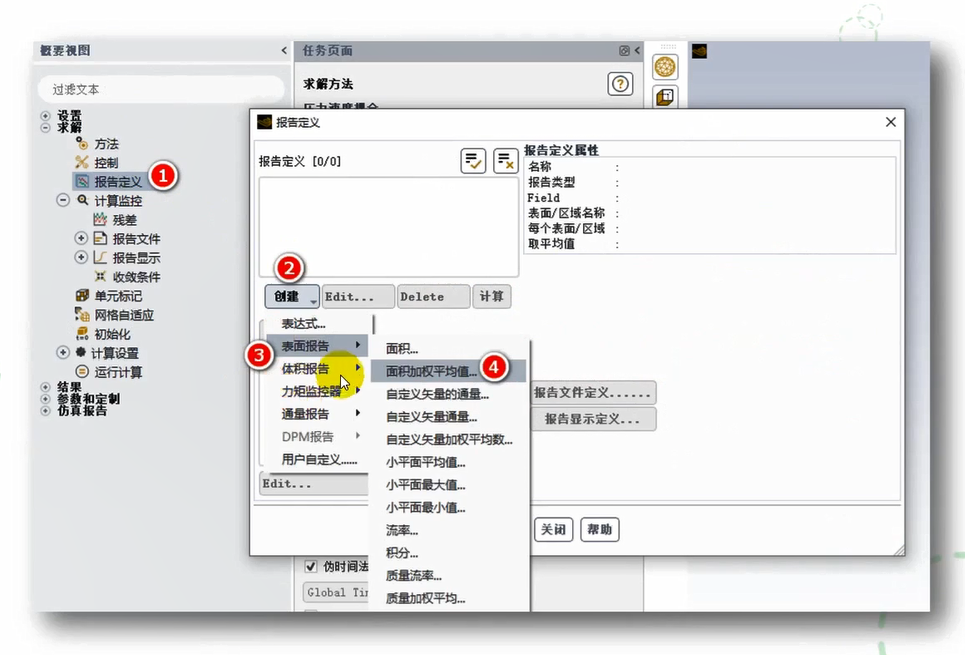 概要视图
过滤文本
设置
求解
方法
控制
报告定义
1
计算监控
残差
报告文件
报告显示
收敛条件
单元标记
网格自适应
初始化
计算设置
运行计算
结果
参数和定制
仿真报告
任务页面
求解方法
?
压力速度耦合
报告定义
报告定义 [0/0]
2
创建
Edit...
Delete
计算
报告定义属性
名称 :
报告类型 :
Field :
表面/区域名称 :
每个表面/区域 :
取平均值 :
表达式...
表面报告
3
体积报告
力矩监控器
通量报告
DPM报告
用户自定义......
Edit...
面积...
面积加权平均值...
4
自定义矢量的通量...
自定义矢量通量...
自定义矢量加权平均数...
小平面平均值...
小平面最大值...
小平面最小值...
流率...
积分...
质量流率...
质量加权平均...
报告文件定义......
报告显示定义...
关闭
帮助
伪时间法
Global Tim